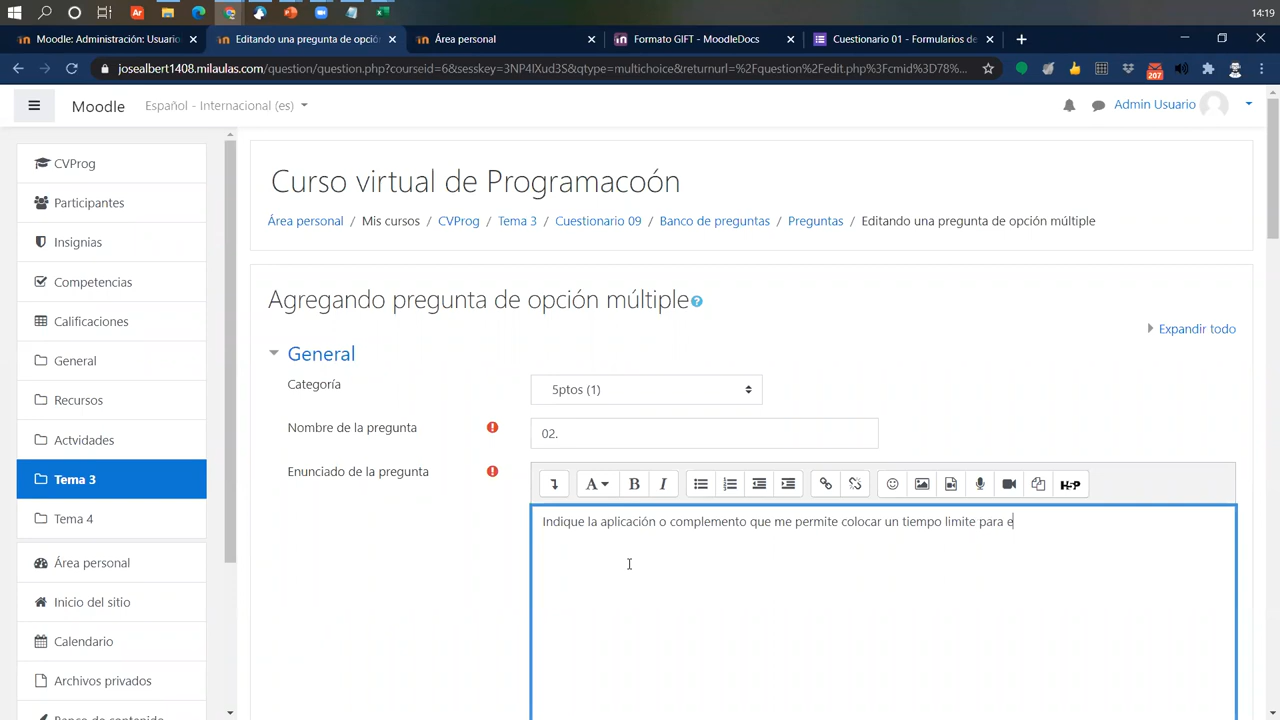 14:19
Moodle: Administración: Usuario
Editando una pregunta de opció
Área personal
Formato GIFT - MoodleDocs
Cuestionario 01 - Formularios de
josealbert1408.milaulas.com/question/question.php?courseid=6&sesskey=3NP4lXud3S&qtype=multichoice&returnurl=%2Fquestion%2Fedit.php%3Fcmid%3D78%...
207
Moodle
Español - Internacional (es)
Admin Usuario
CVProg
Participantes
Insignias
Competencias
Calificaciones
General
Recursos
Actvidades
Tema 3
Tema 4
Área personal
Inicio del sitio
Calendario
Archivos privados
Banco de contenido
Curso virtual de Programacoón
Área personal / Mis cursos / CVProg / Tema 3 / Cuestionario 09 / Banco de preguntas / Preguntas / Editando una pregunta de opción múltiple
Agregando pregunta de opción múltiple
Expandir todo
General
Categoría
5ptos (1)
Nombre de la pregunta
02.
Enunciado de la pregunta
A B I H-P
Indique la aplicación o complemento que me permite colocar un tiempo limite para e